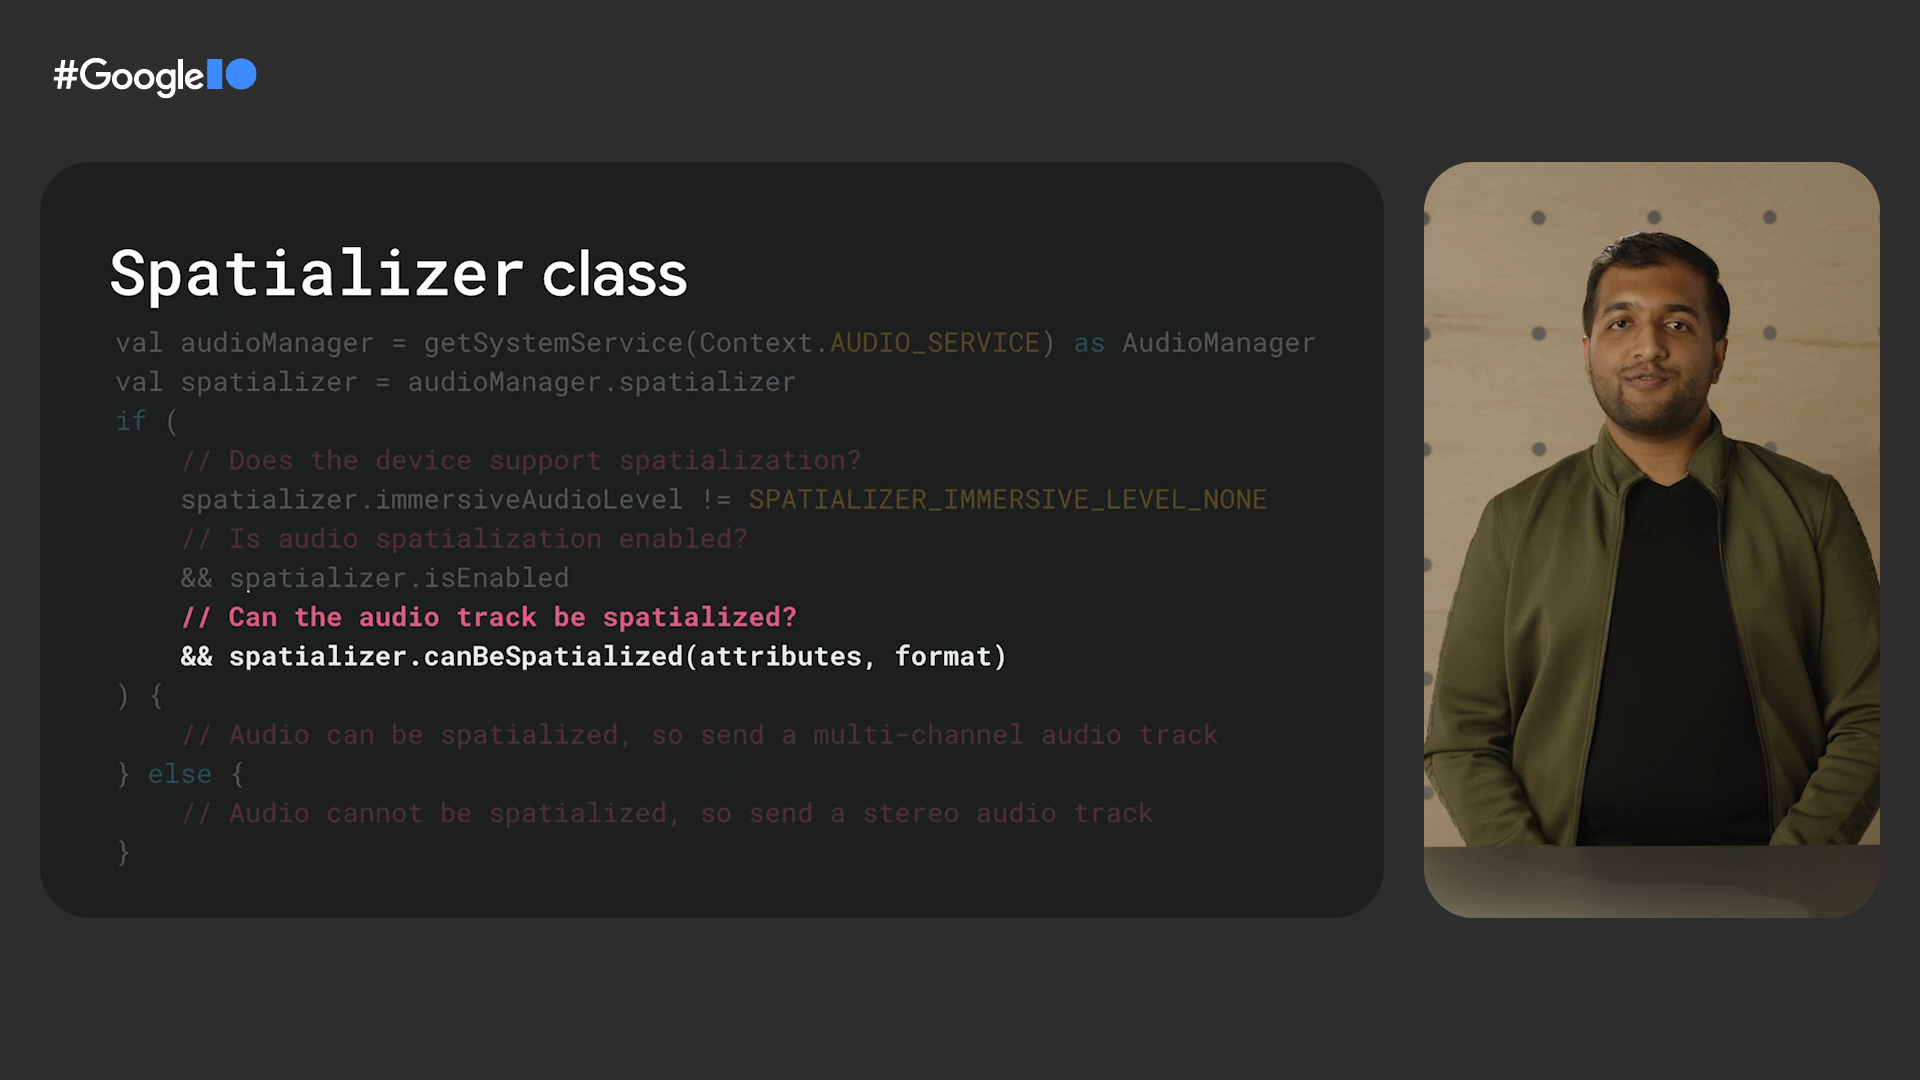 #GoogleIO
Spatializer class
val audioManager = getSystemService(Context.AUDIO_SERVICE) as AudioManager
val spatializer = audioManager.spatializer
if (
// Does the device support spatialization?
spatializer.immersiveAudioLevel != SPATIALIZER_IMMERSIVE_LEVEL_NONE
// Is audio spatialization enabled?
&& spatializer.isEnabled
// Can the audio track be spatialized?
&& spatializer.canBeSpatialized(attributes, format)
) {
// Audio can be spatialized, so send a multi-channel audio track
} else {
// Audio cannot be spatialized, so send a stereo audio track
}